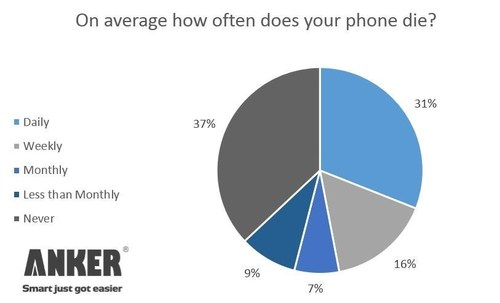 On average how often does your phone die?
31%
37%
Daily
Weekly
Monthly
Less than Monthly
Never
16%
9%
7%
ANKER®
Smart just got easier